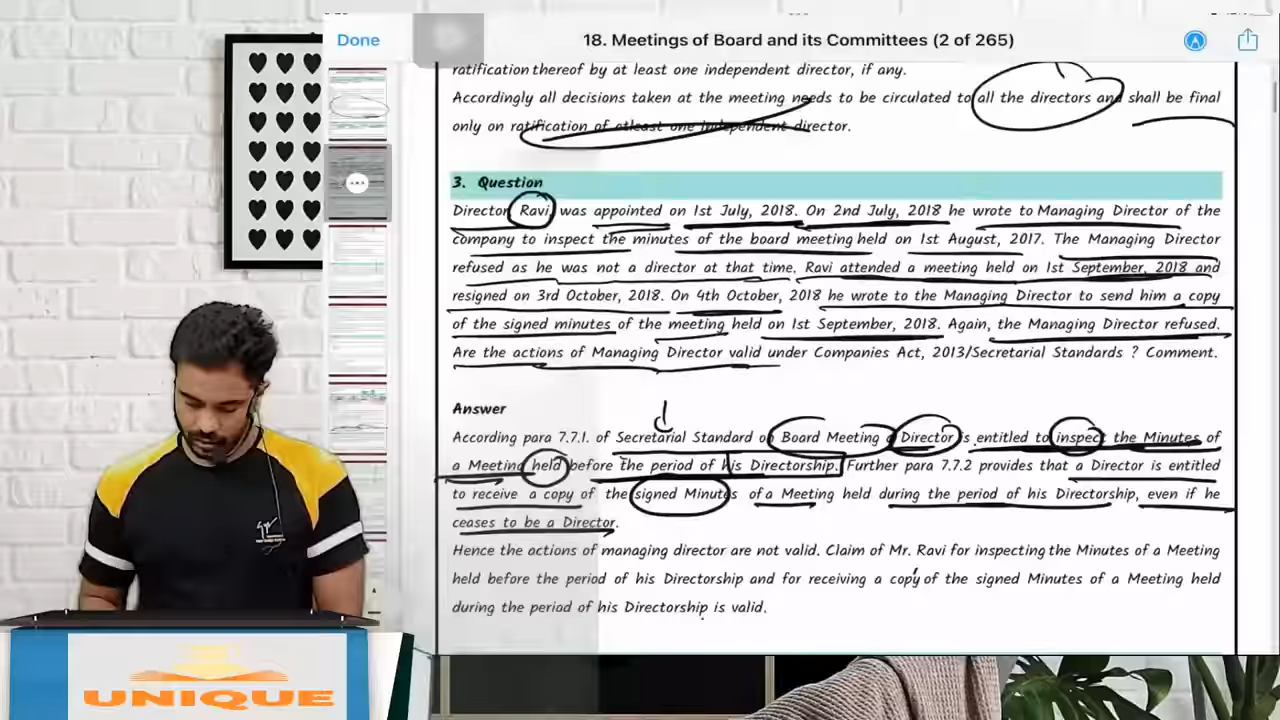 Done
18. Meetings of Board and its Committees (2 of 265)
ratification thereof by at least one independent director, if any.
Accordingly all decisions taken at the meeting needs to be circulated to all the directors and shall be final
only on ratification of atleast one independent director.
3. Question
Director Ravi was appointed on 1st July, 2018. On 2nd July, 2018 he wrote to Managing Director of the
company to inspect the minutes of the board meeting held on 1st August, 2017. The Managing Director
refused as he was not a director at that time. Ravi attended a meeting held on 1st September, 2018 and
resigned on 3rd October, 2018. On 4th October, 2018 he wrote to the Managing Director to send him a copy
of the signed minutes of the meeting held on 1st September, 2018. Again, the Managing Director refused.
Are the actions of Managing Director valid under Companies Act, 2013/Secretarial Standards ? Comment.
Answer
According para 7.7.1. of Secretarial Standard on Board Meeting a Director is entitled to inspect the Minutes of
a Meeting held before the period of his Directorship. Further para 7.7.2 provides that a Director is entitled
to receive a copy of the signed Minutes of a Meeting held during the period of his Directorship, even if he
ceases to be a Director.
Hence the actions of managing director are not valid. Claim of Mr. Ravi for inspecting the Minutes of a Meeting
held before the period of his Directorship and for receiving a copy of the signed Minutes of a Meeting held
during the period of his Directorship is valid.
UNIQUE